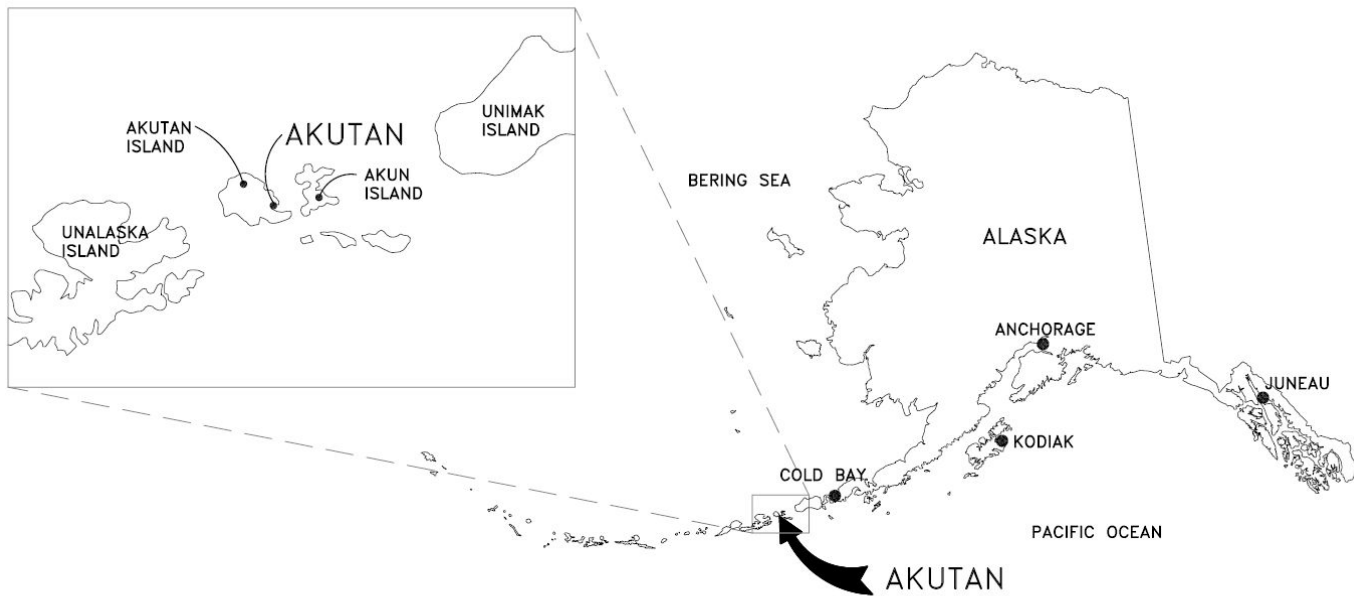 AKUTAN
ISLAND
AKUTAN
UNIMAK
ISLAND
AKUN
ISLAND
UNALASKA
ISLAND
BERING SEA
ALASKA
ANCHORAGE
JUNEAU
KODIAK
COLD BAY
PACIFIC OCEAN
AKUTAN